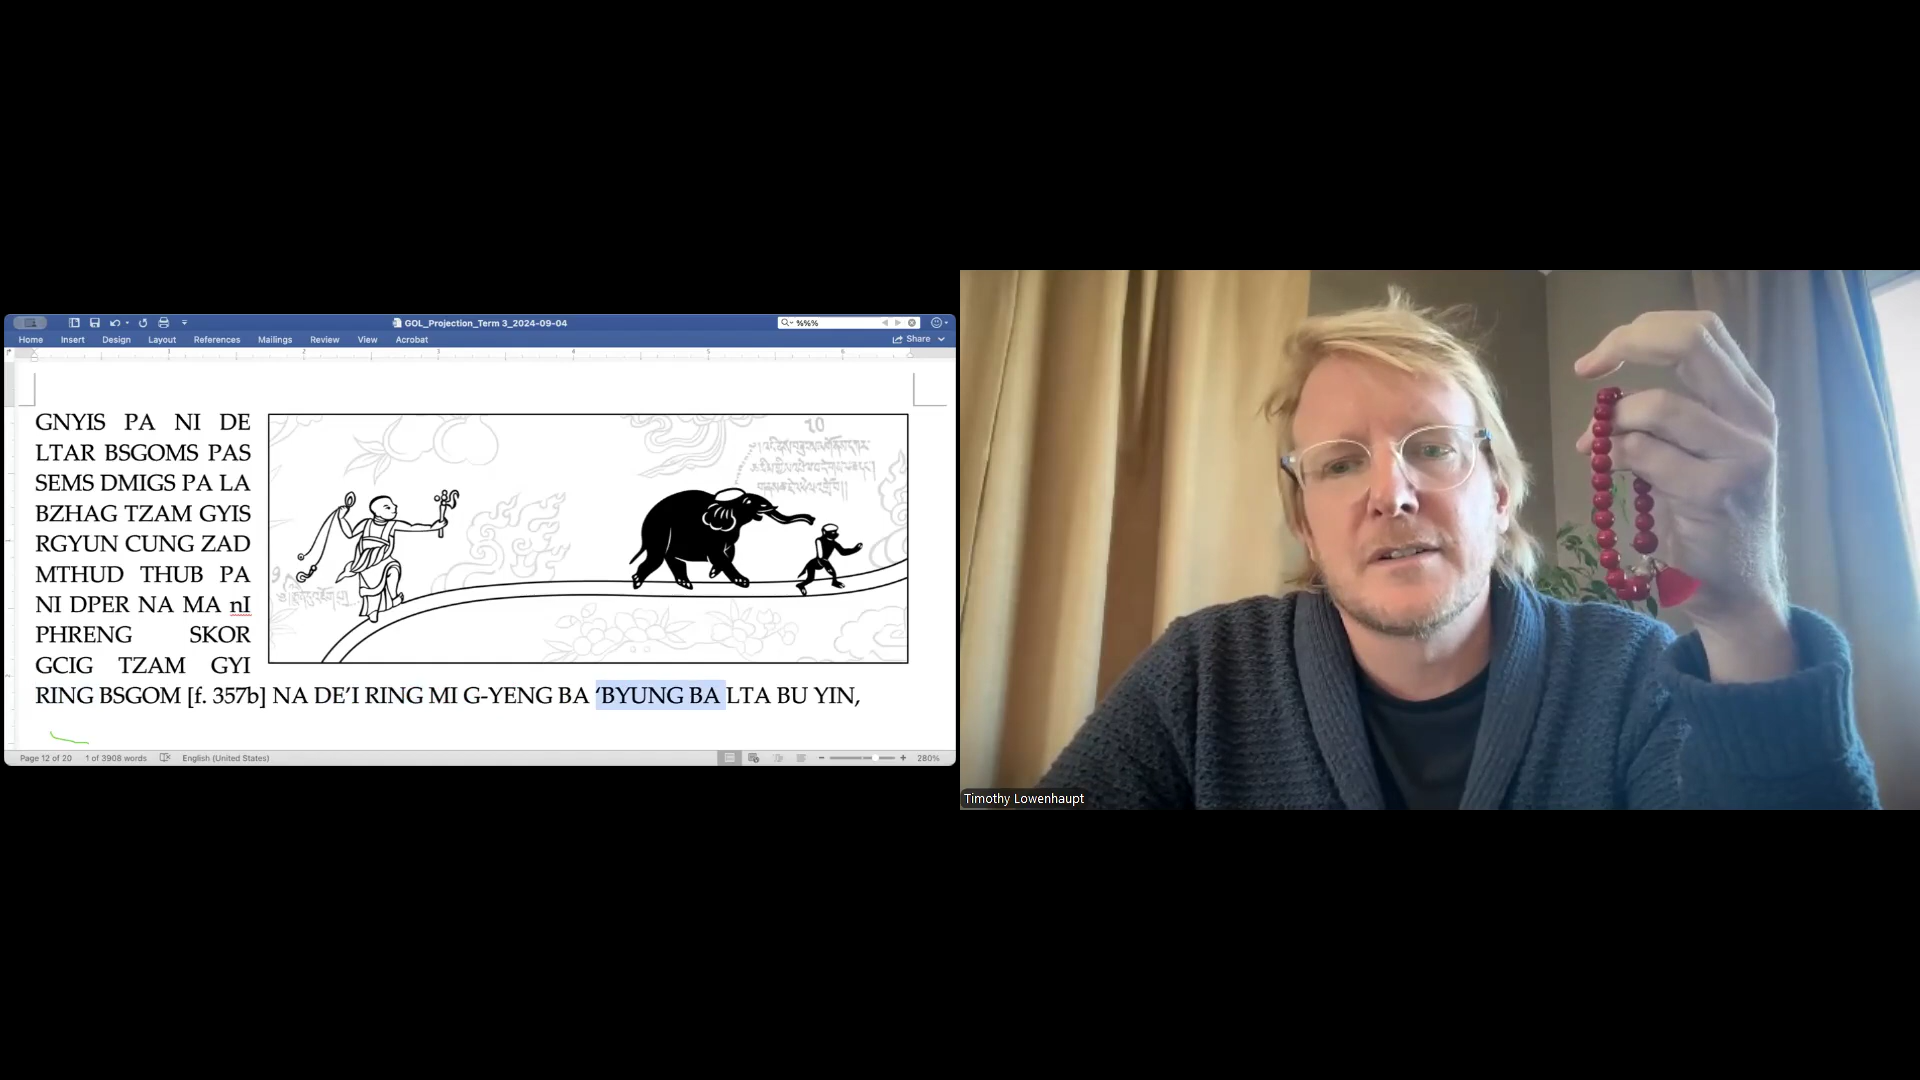 GOL_Projection_Term 3_2024-09-04
%%%
Home Insert Design Layout References Mailings Review View Acrobat Share
GNYIS PA NI DE
LTAR BSGOMS PAS
SEMS DMIGS PA LA
BZHAG TZAM GYIS
RGYUN CUNG ZAD
MTHUD THUB PA
NI DPER NA MA nI
PHRENG SKOR
GCIG TZAM GYI
RING BSGOM [f. 357b] NA DE’I RING MI G-YENG BA ‘BYUNG BA LTA BU YIN,
10
9
Page 12 of 20 1 of 3908 words English (United States) 280%
Timothy Lowenhaupt